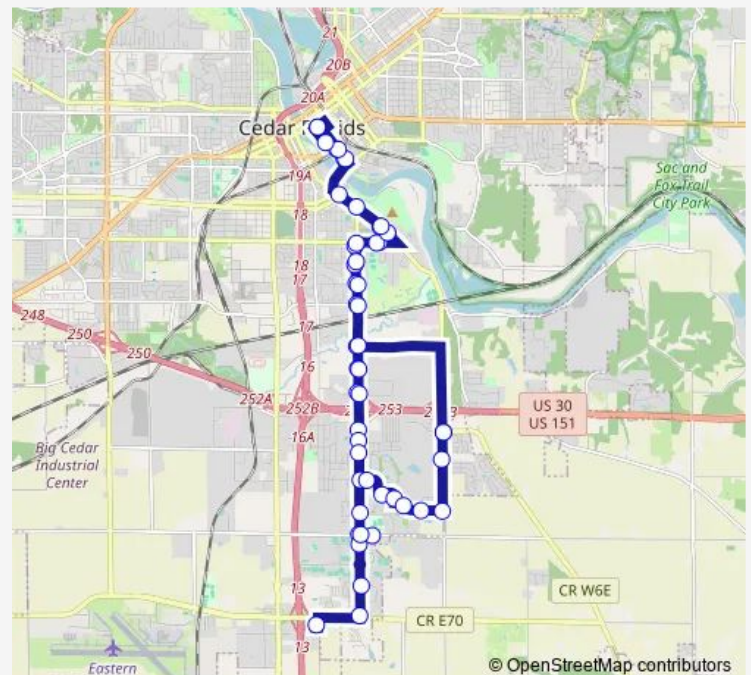 21
20B
20A
Cedar R ids
19A
Sac and
Fox Trail
City Park
18
18
17
248
250
250
17
16
252A
252B
253
US 30
US 151
16A
Big Cedar
Industrial
Center
13
CR W6E
CR E70
13
Eastern
© OpenStreetMap contributors